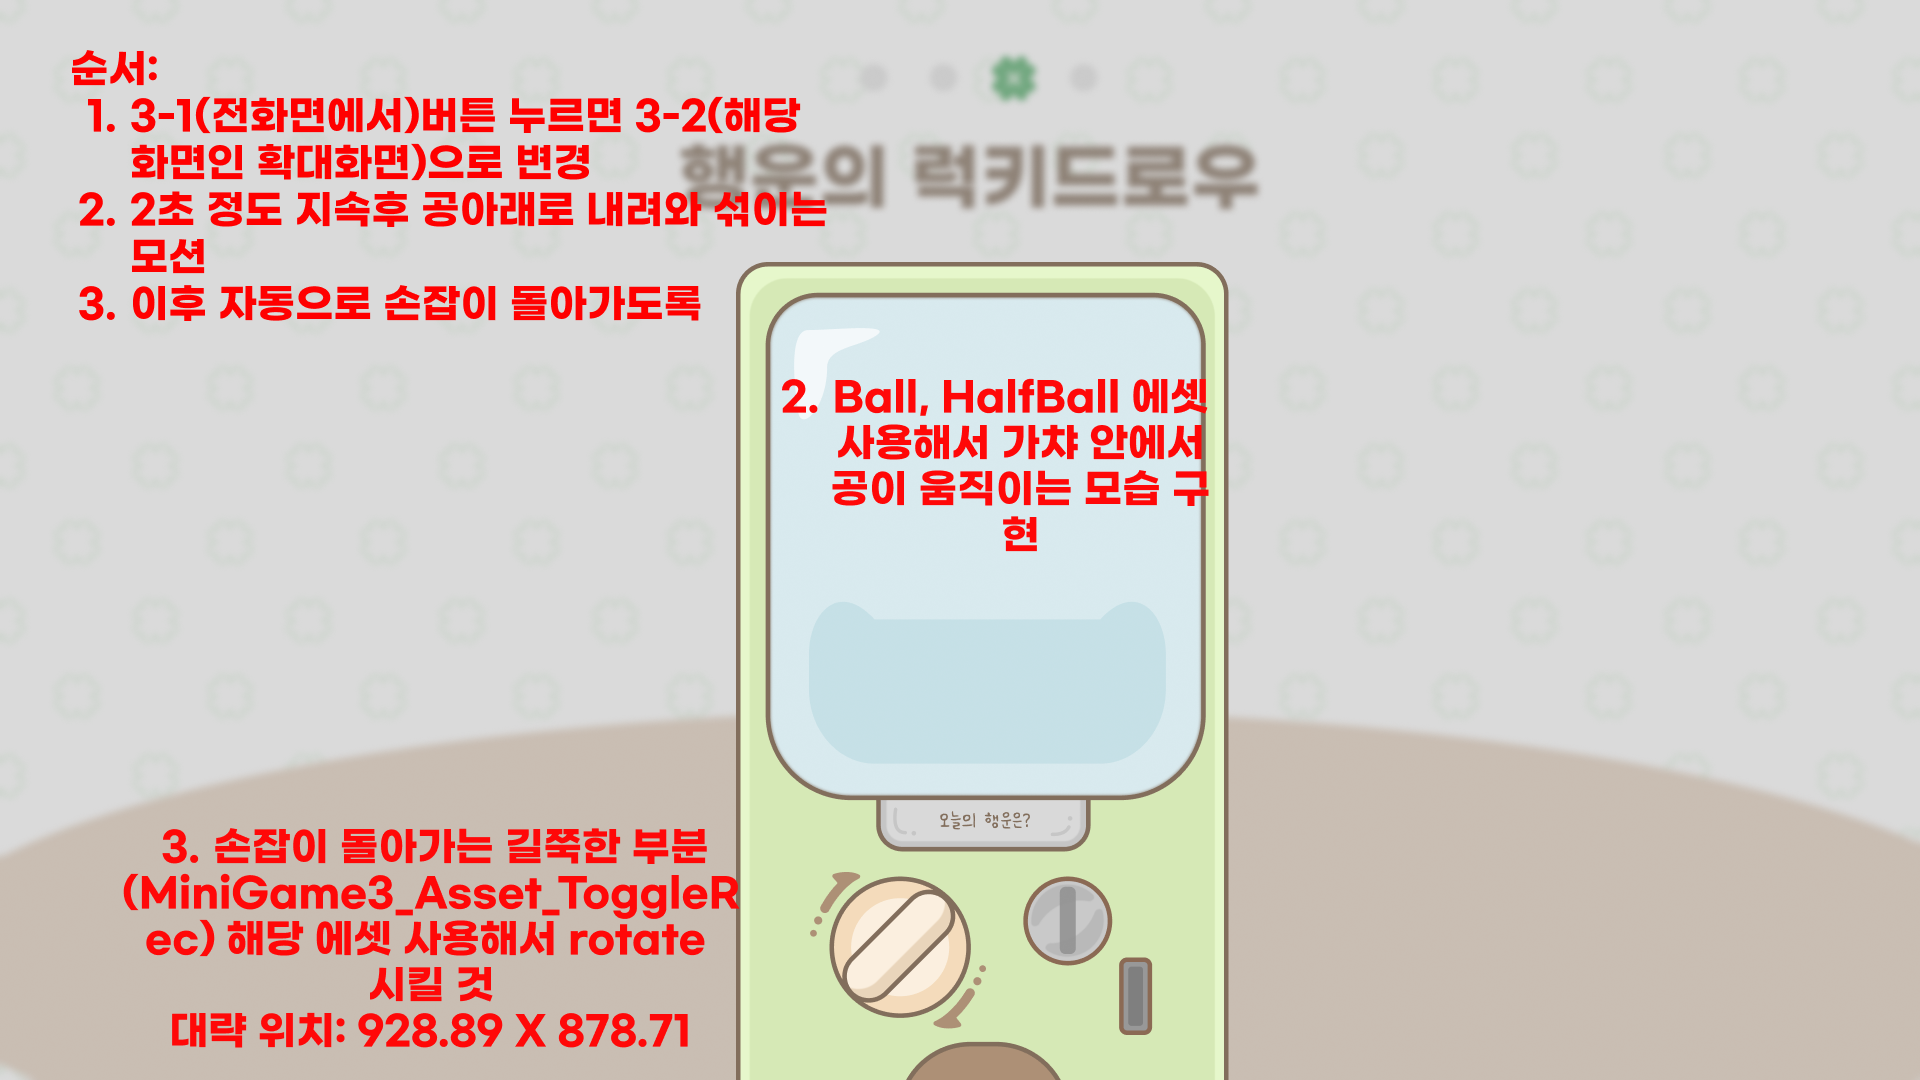 순서:
1. 3-1(전화면에서)버튼 누르면 3-2(해당
화면인 확대화면)으로 변경
2. 2초 정도 지속후 공아래로 내려와 섞이는
모션
3. 이후 자동으로 손잡이 돌아가도록
행운의 럭키드로우
2. Ball, HalfBall 에셋
사용해서 가챠 안에서
공이 움직이는 모습 구
현
오늘의 행운은?
3. 손잡이 돌아가는 길쭉한 부분
(MiniGame3_Asset_ToggleR
ec) 해당 에셋 사용해서 rotate
시킬 것
대략 위치: 928.89 X 878.71